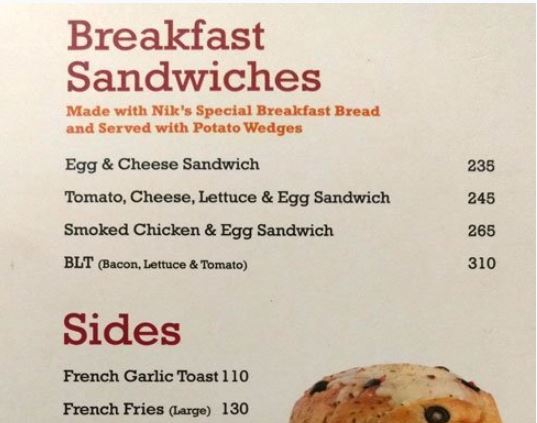 Breakfast
Sandwiches
Made with Nik's Special Breakfast Bread
and Served with Potato Wedges
Egg & Cheese Sandwich 235
Tomato, Cheese, Lettuce & Egg Sandwich 245
Smoked Chicken & Egg Sandwich 265
BLT (Bacon, Lettuce & Tomato) 310
Sides
French Garlic Toast 110
French Fries (Large) 130